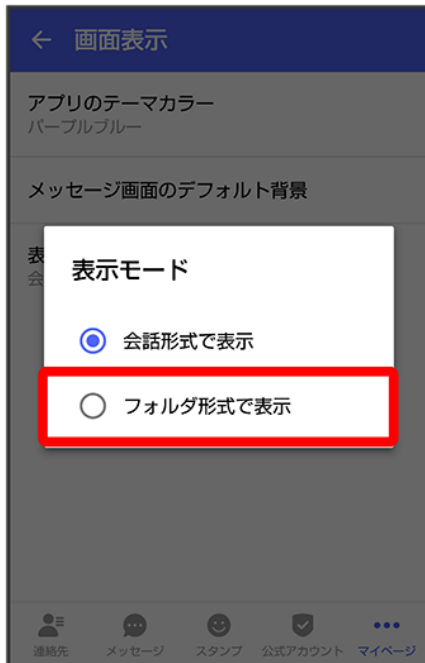 画面表示
アプリのテーマカラー
パープルブルー
メッセージ画面のデフォルト背景
表
会
表示モード
会話形式で表示
フォルダ形式で表示
連絡先 メッセージ スタンプ 公式アカウント マイページ